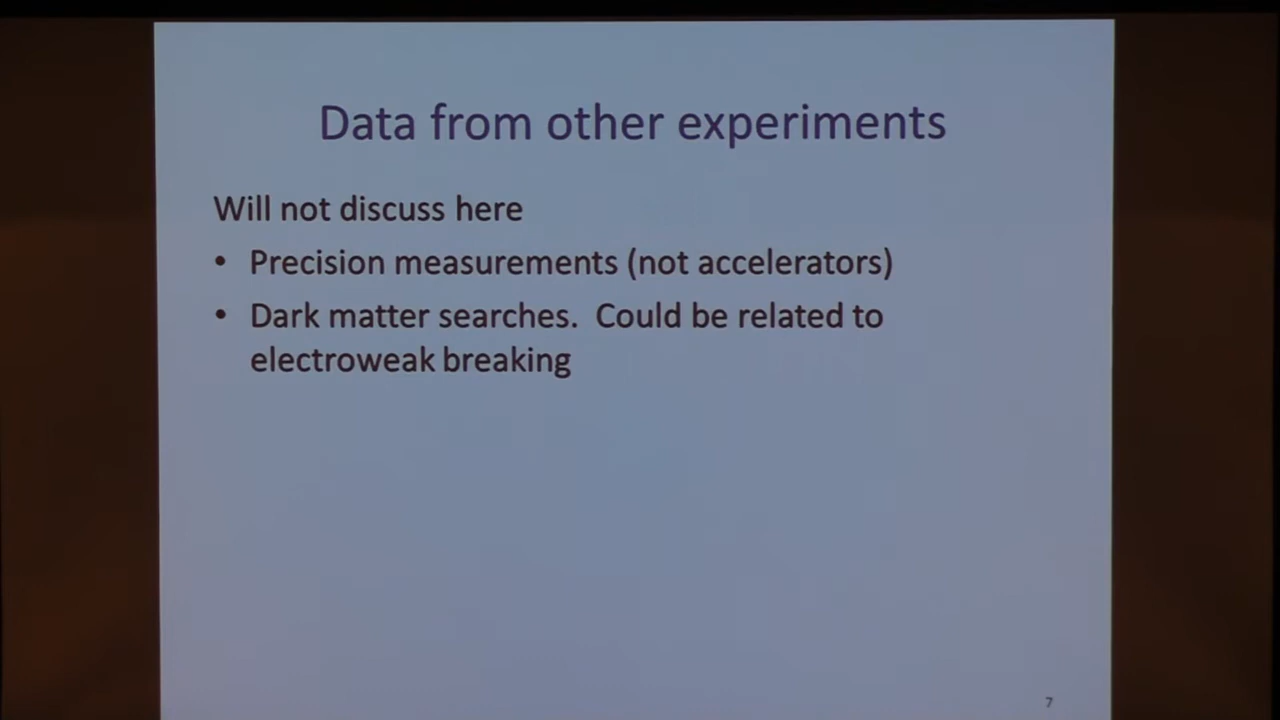 Data from other experiments
Will not discuss here
• Precision measurements (not accelerators)
• Dark matter searches. Could be related to
electroweak breaking
7